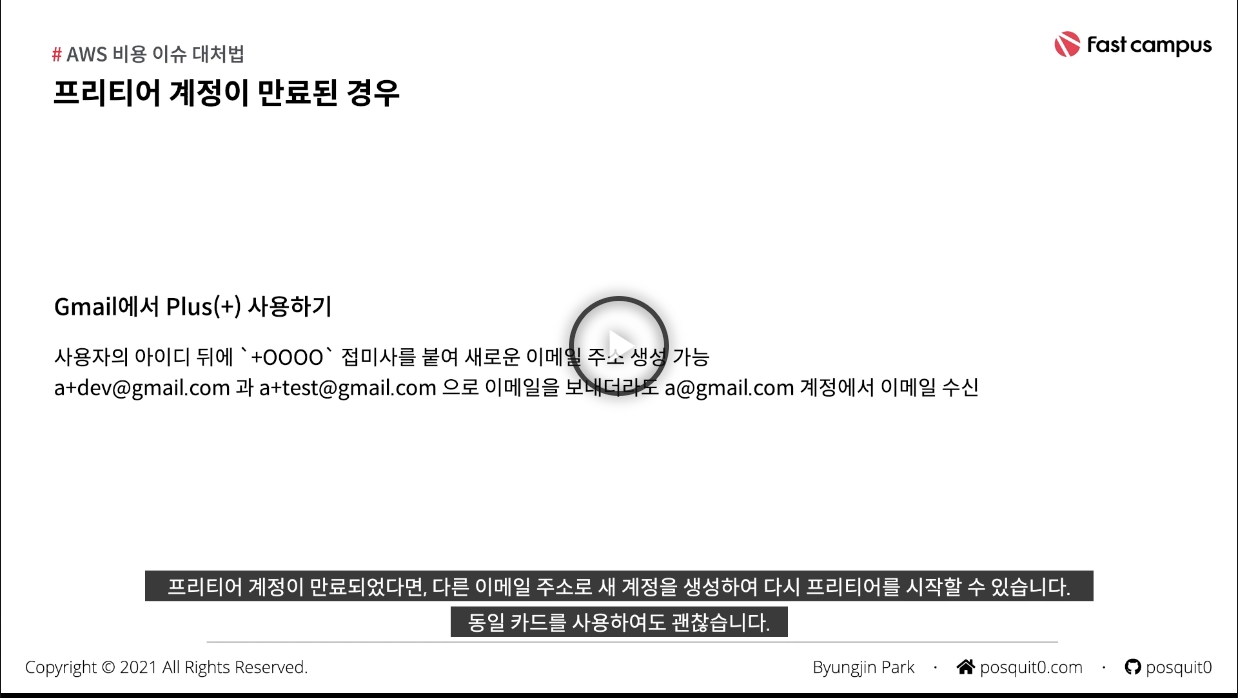 # AWS 비용 이슈 대처법
Fast campus
프리티어 계정이 만료된 경우
Gmail에서 Plus(+) 사용하기
사용자의 아이디 뒤에 `+OOOO` 접미사를 붙여 새로운 이메일 주소 생성 가능
a+dev@gmail.com 과 a+test@gmail.com 으로 이메일을 보내더라도 a@gmail.com 계정에서 이메일 수신
프리티어 계정이 만료되었다면, 다른 이메일 주소로 새 계정을 생성하여 다시 프리티어를 시작할 수 있습니다.
동일 카드를 사용하여도 괜찮습니다.
Copyright © 2021 All Rights Reserved.
Byungjin Park · posquit0.com · posquit0